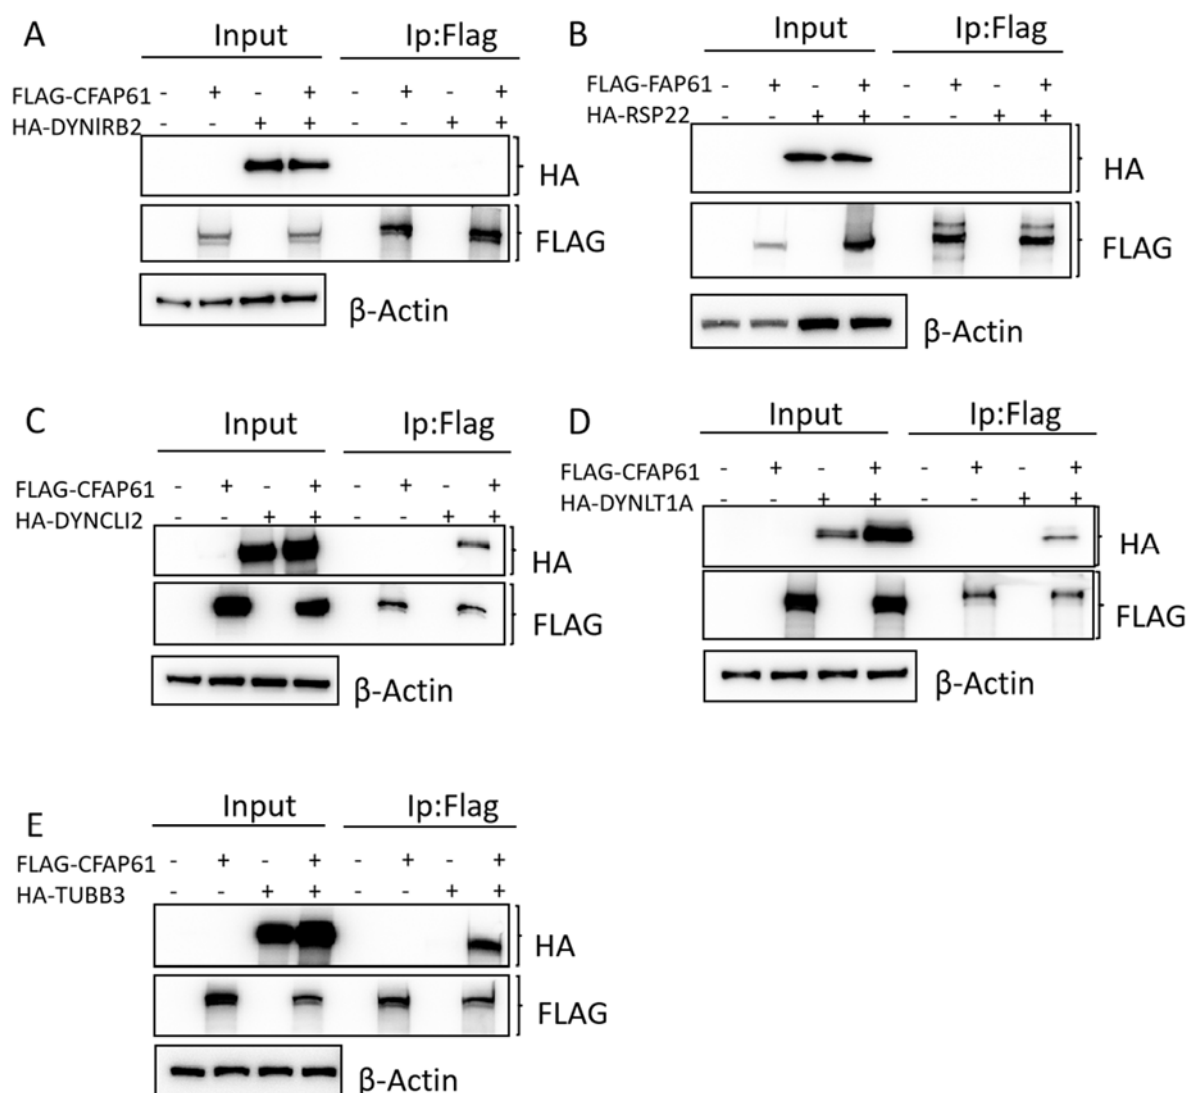 A
Input Ip:Flag
FLAG-CFAP61 - + - + - + - +
HA-DYNlRB2 - - + + - - + +
HA
FLAG
β-Actin
B
Input Ip:Flag
FLAG-FAP61 - + - + - + - +
HA-RSP22 - - + + - - + +
HA
FLAG
β-Actin
C
Input Ip:Flag
FLAG-CFAP61 - + - + - + - +
HA-DYNCLI2 - - + + - - + +
HA
FLAG
β-Actin
D
Input Ip:Flag
FLAG-CFAP61 - + - + - + - +
HA-DYNLT1A - - + + - - + +
HA
FLAG
β-Actin
E
Input Ip:Flag
FLAG-CFAP61 - + - + - + - +
HA-TUBB3 - - + + - - + +
HA
FLAG
β-Actin